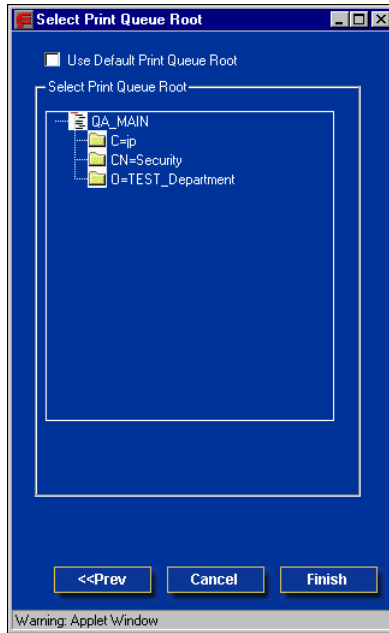 Select Print Queue Root
Use Default Print Queue Root
Select Print Queue Root
QA_MAIN
C=jp
CN=Security
O=TEST_Department
<<Prev
Cancel
Finish
Warning: Applet Window